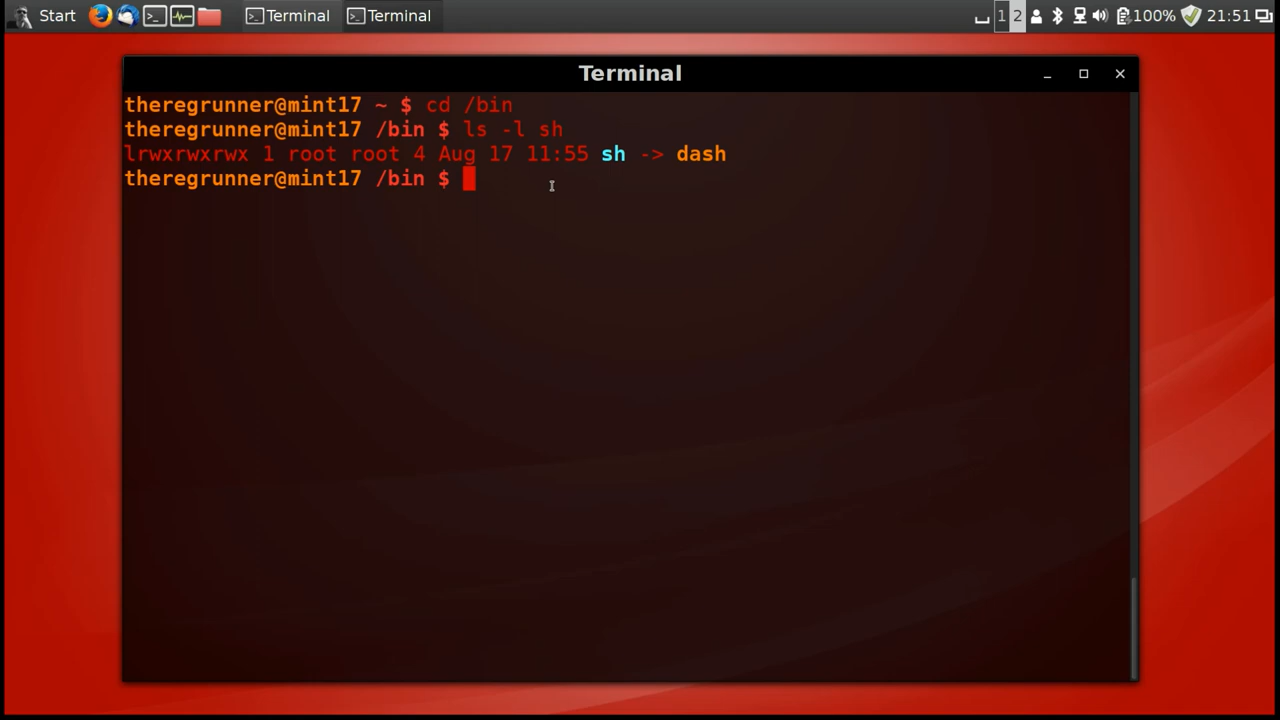 Start Terminal Terminal 1 2 100% 21:51
Terminal
theregrunner@mint17 ~ $ cd /bin
theregrunner@mint17 /bin $ ls -l sh
lrwxrwxrwx 1 root root 4 Aug 17 11:55 sh -> dash
theregrunner@mint17 /bin $